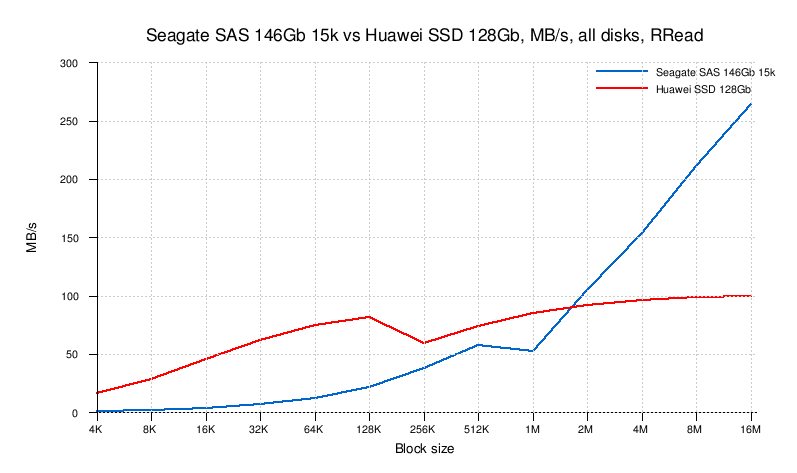 Seagate SAS 146Gb 15k vs Huawei SSD 128Gb, MB/s, all disks, RRead
Seagate SAS 146Gb 15k
Huawei SSD 128Gb
300
250
200
150
100
50
0
MB/s
4K 8K 16K 32K 64K 128K 256K 512K 1M 2M 4M 8M 16M
Block size